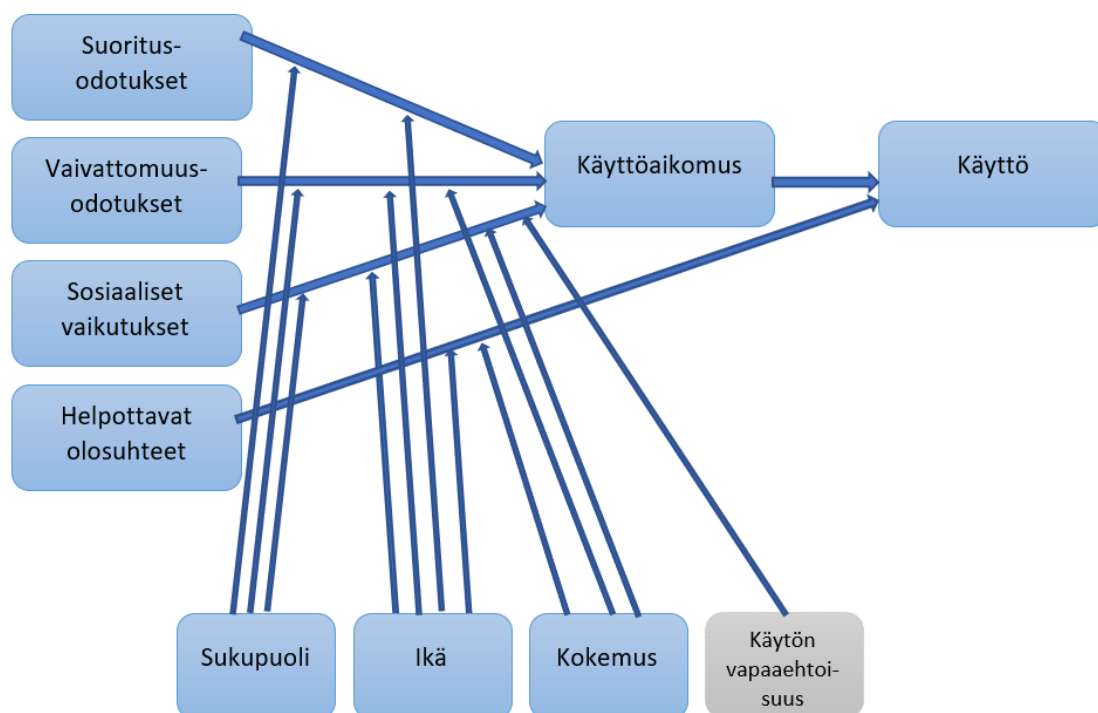 Suoritus-
odotukset
Vaivattomuus-
odotukset
Sosiaaliset
vaikutukset
Helpottavat
olosuhteet
Käyttöaikomus
Käyttö
Sukupuoli
Ikä
Kokemus
Käytön
vapaaehtoi-
suus